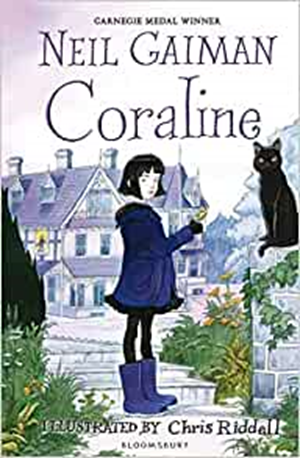 CARNEGIE MEDAL WINNER
NEIL GAIMAN
Coraline
ILLUSTRATED BY Chris Riddell
BLOOMSBURY